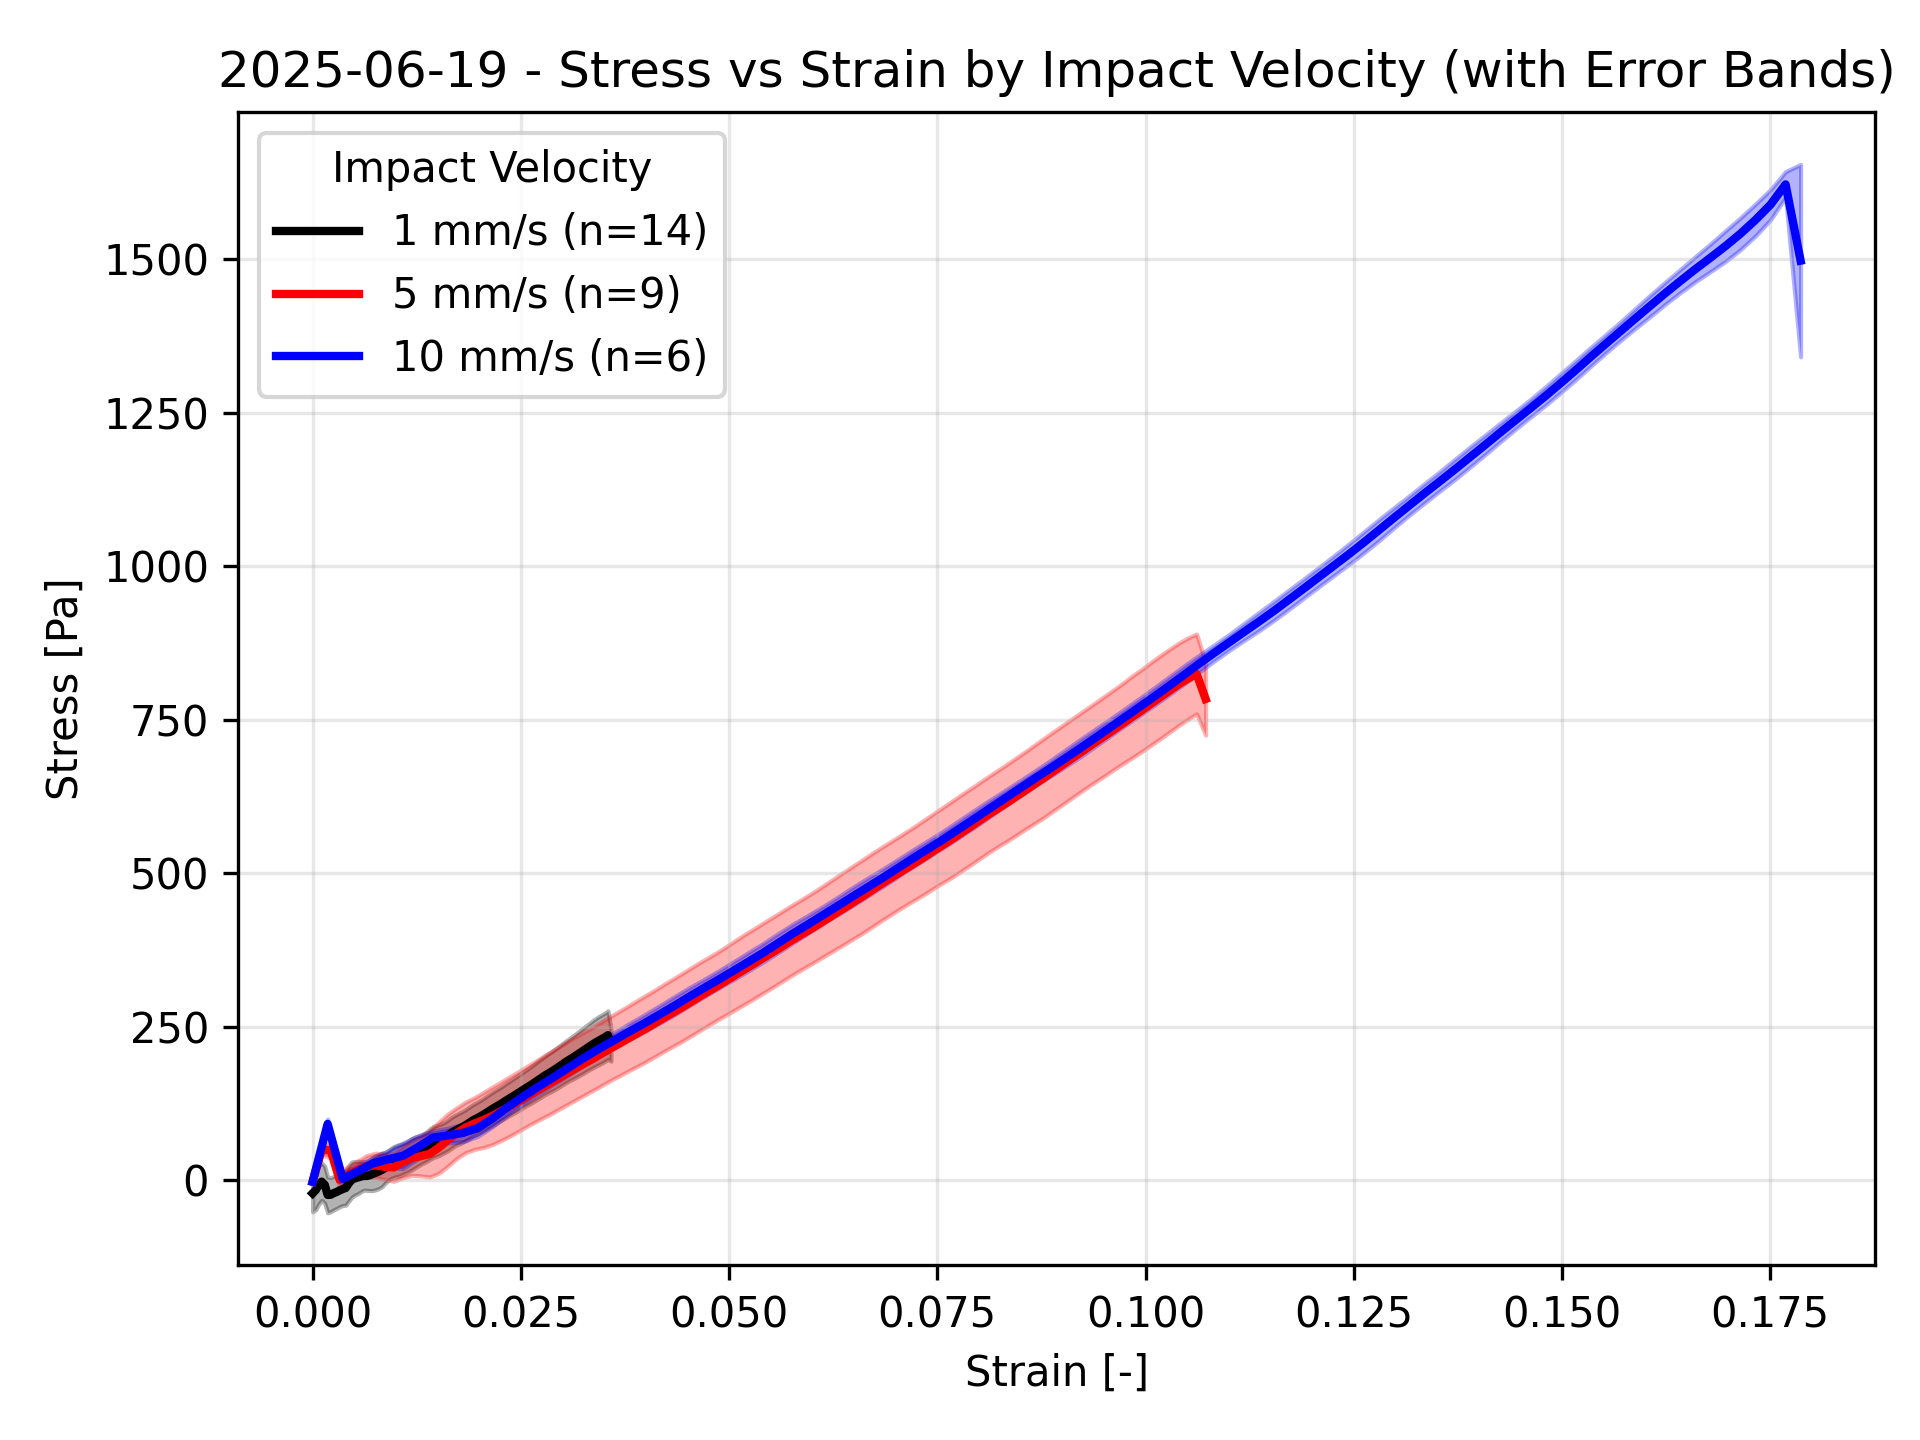 2025-06-19 - Stress vs Strain by Impact Velocity (with Error Bands)
Impact Velocity
1 mm/s (n=14)
5 mm/s (n=9)
10 mm/s (n=6)
1500
1250
1000
750
500
250
0
Stress [Pa]
0.000 0.025 0.050 0.075 0.100 0.125 0.150 0.175
Strain [-]